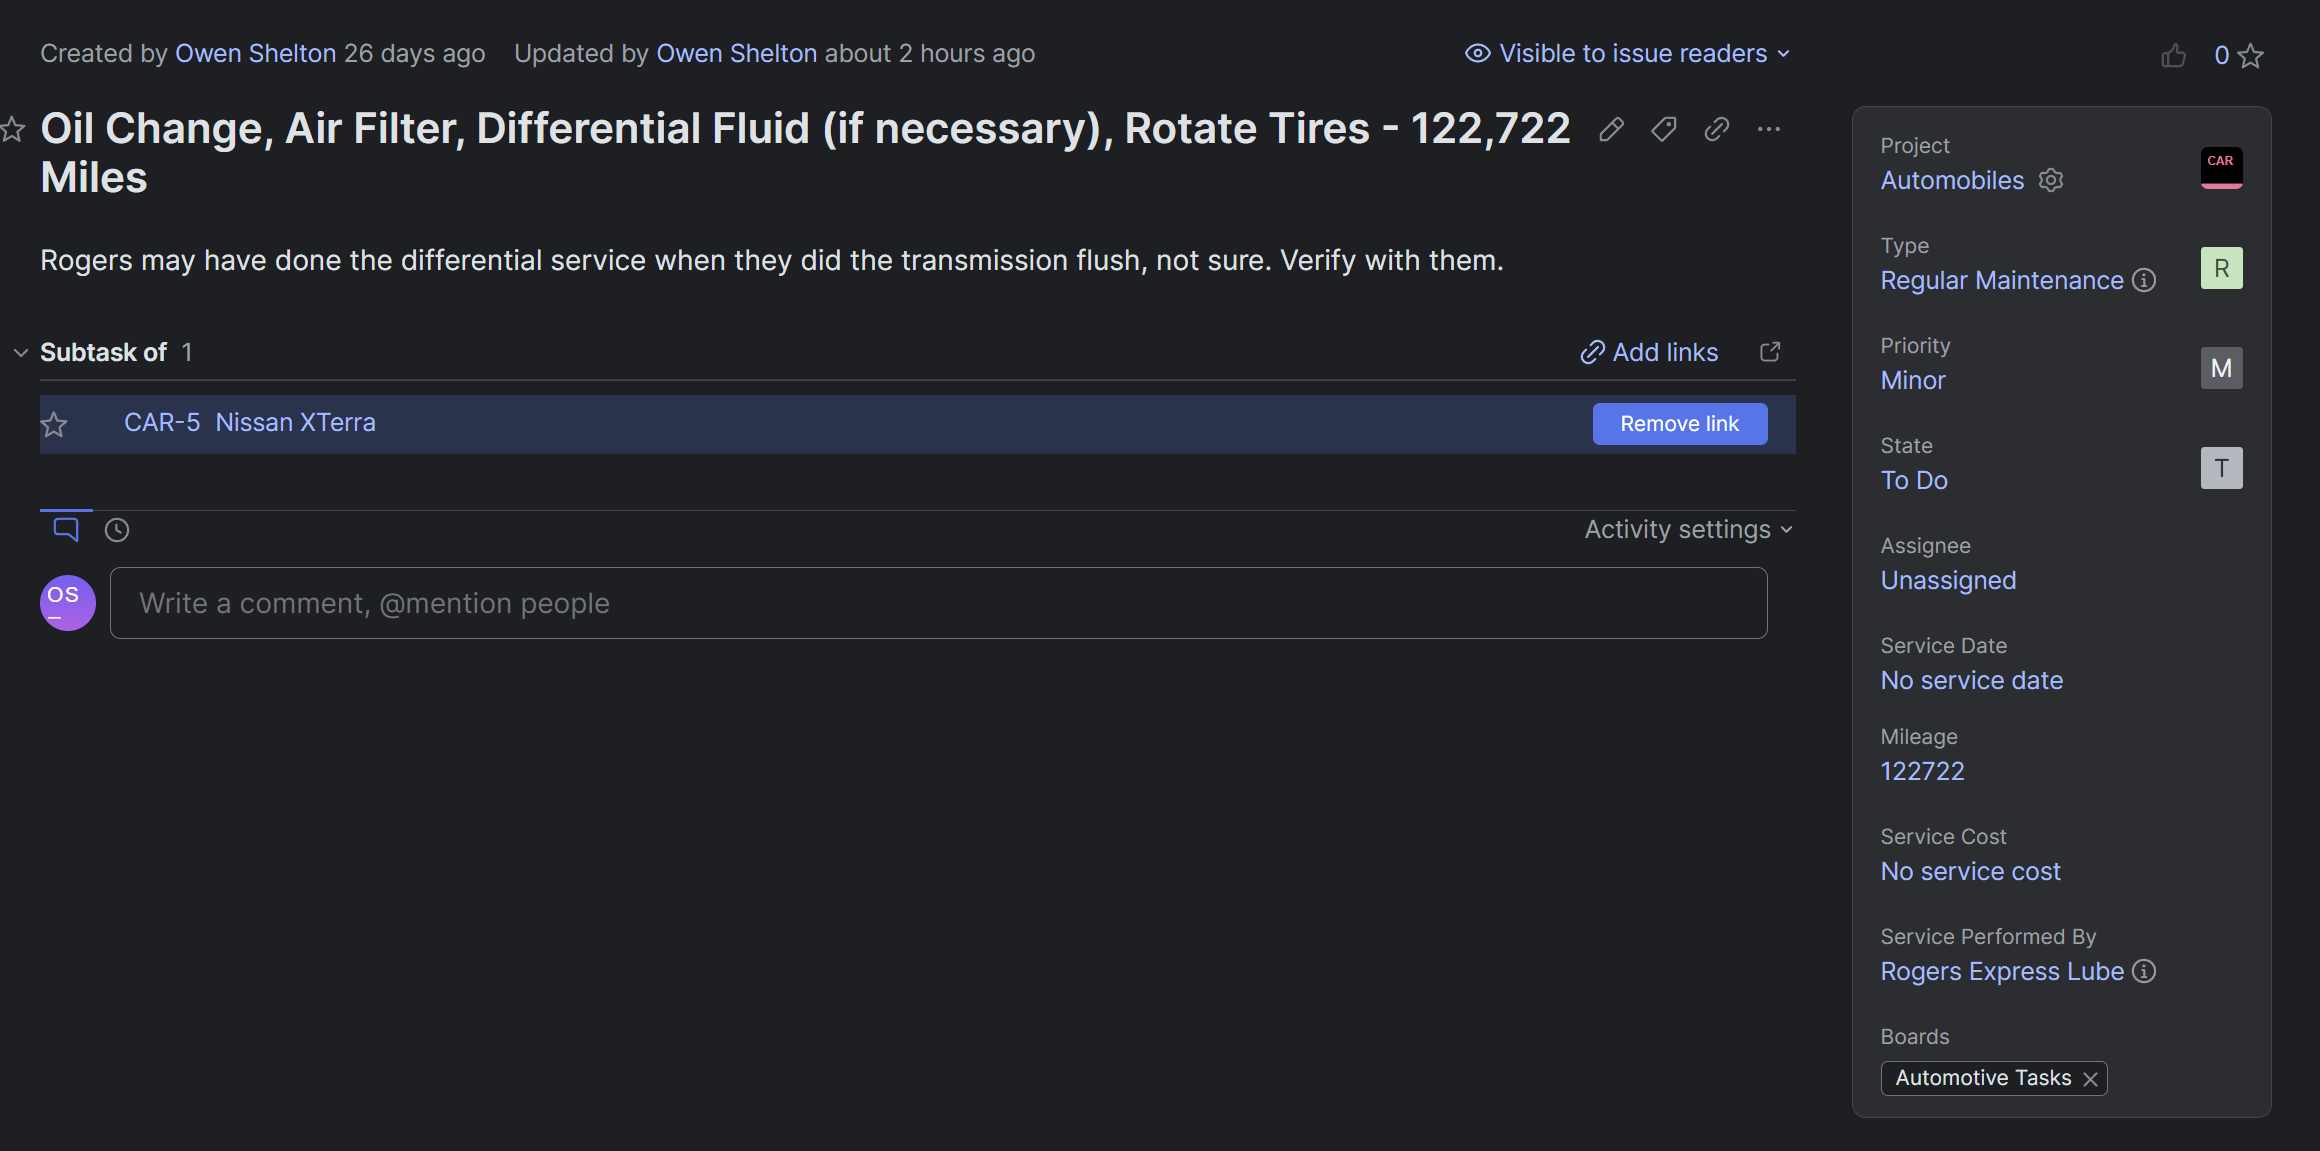 Created by Owen Shelton 26 days ago Updated by Owen Shelton about 2 hours ago
Visible to issue readers
0
Oil Change, Air Filter, Differential Fluid (if necessary), Rotate Tires - 122,722
Miles
Rogers may have done the differential service when they did the transmission flush, not sure. Verify with them.
Subtask of 1
Add links
CAR-5 Nissan XTerra
Remove link
Activity settings
OS
Write a comment, @mention people
Project
Automobiles
CAR
Type
Regular Maintenance
R
Priority
Minor
M
State
To Do
T
Assignee
Unassigned
Service Date
No service date
Mileage
122722
Service Cost
No service cost
Service Performed By
Rogers Express Lube
Boards
Automotive Tasks